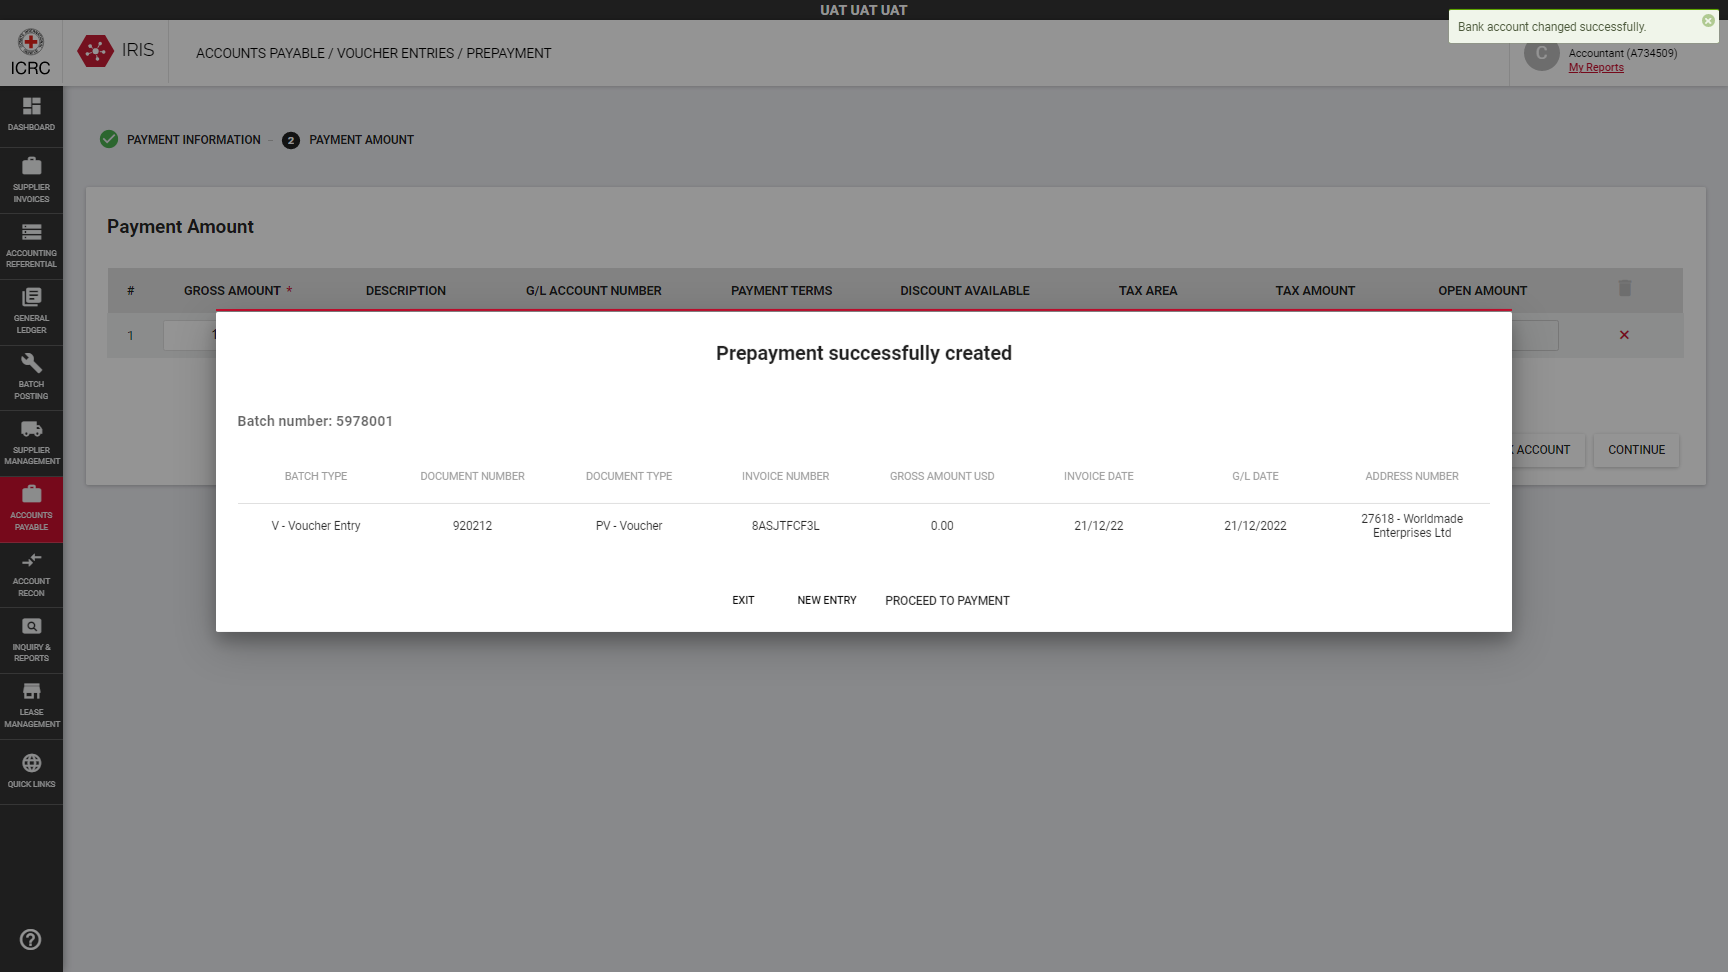 UAT UAT UAT
Bank account changed successfully.
ICRC
IRIS
ACCOUNTS PAYABLE / VOUCHER ENTRIES / PREPAYMENT
C
Accountant (A734509)
My Reports
DASHBOARD
SUPPLIER
INVOICES
ACCOUNTING
REFERENTIAL
GENERAL
LEDGER
BATCH
POSTING
SUPPLIER
MANAGEMENT
ACCOUNTS
PAYABLE
ACCOUNT
RECON
INQUIRY &
REPORTS
LEASE
MANAGEMENT
QUICK LINKS
PAYMENT INFORMATION – 2 PAYMENT AMOUNT
Payment Amount
# GROSS AMOUNT * DESCRIPTION G/L ACCOUNT NUMBER PAYMENT TERMS DISCOUNT AVAILABLE TAX AREA TAX AMOUNT OPEN AMOUNT
1
ACCOUNT CONTINUE
Prepayment successfully created
Batch number: 5978001
BATCH TYPE DOCUMENT NUMBER DOCUMENT TYPE INVOICE NUMBER GROSS AMOUNT USD INVOICE DATE G/L DATE ADDRESS NUMBER
V - Voucher Entry 920212 PV - Voucher 8ASJTFCF3L 0.00 21/12/22 21/12/2022 27618 - Worldmade
Enterprises Ltd
EXIT NEW ENTRY PROCEED TO PAYMENT